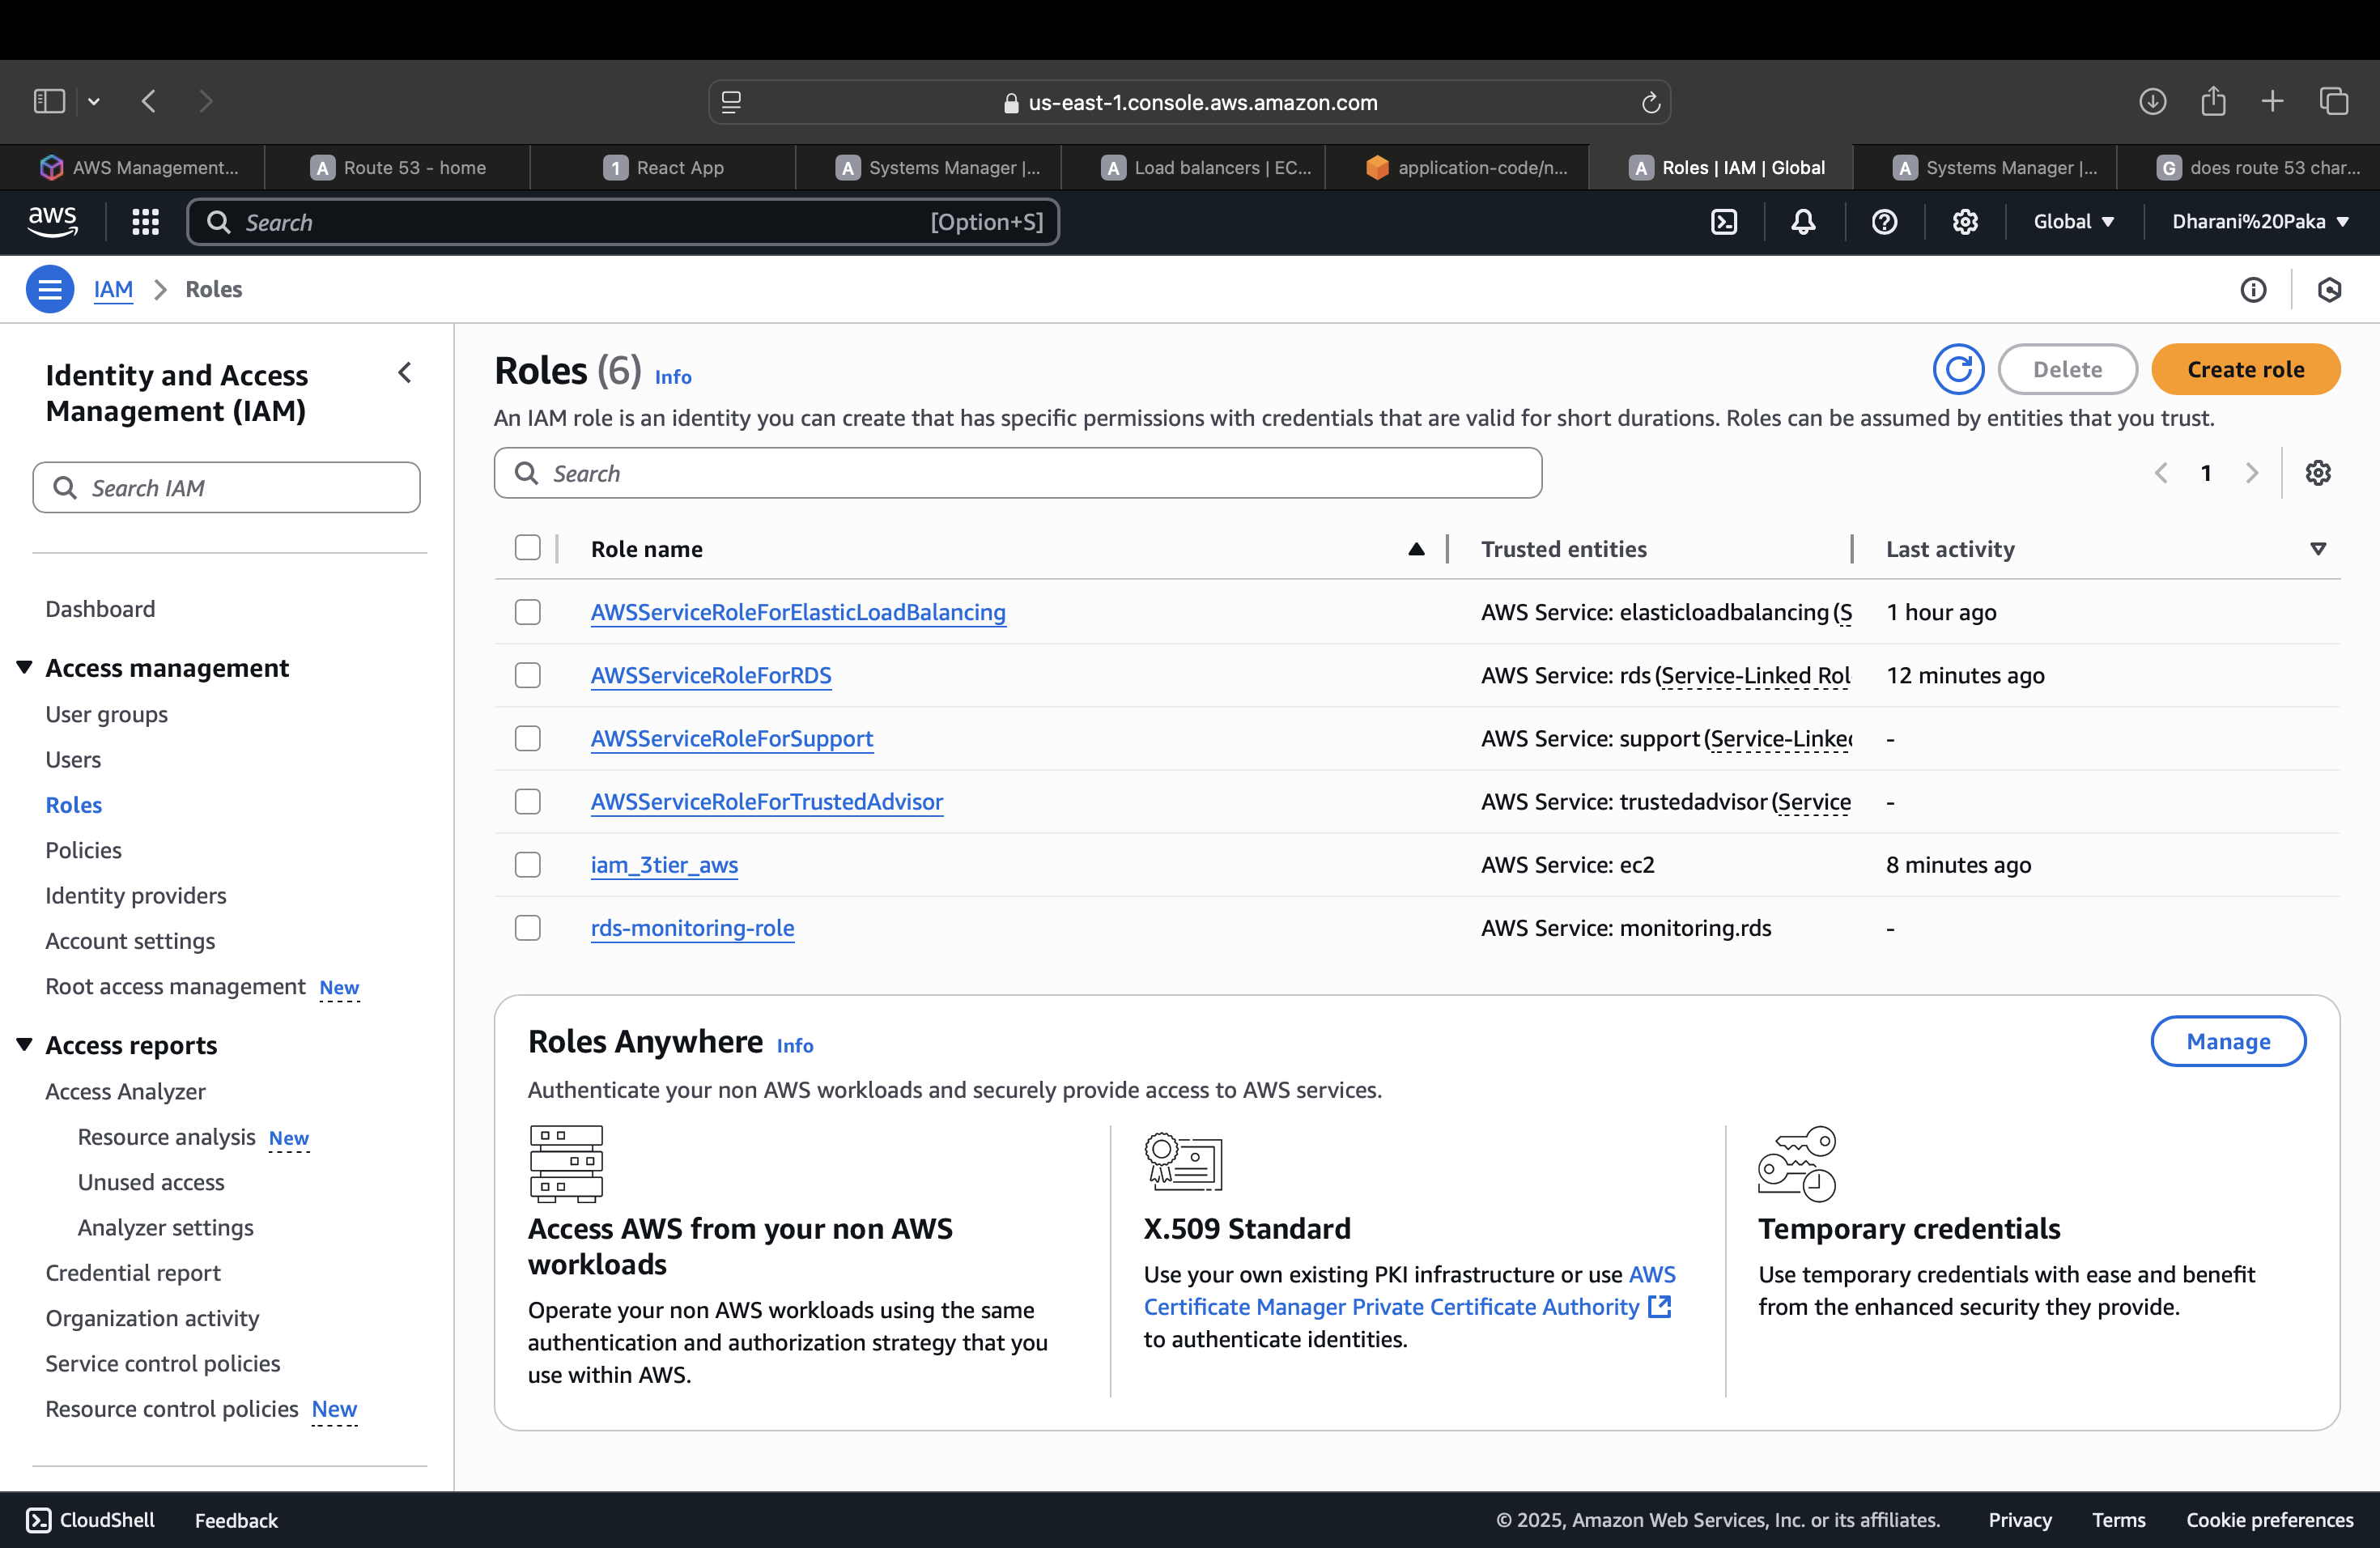 us-east-1.console.aws.amazon.com
AWS Management...
A Route 53 - home
1 React App
A Systems Manager |...
A Load balancers | EC...
application-code/n...
A Roles | IAM | Global
A Systems Manager |...
G does route 53 char...
aws
Search [Option+S]
Global
Dharani%20Paka
IAM > Roles
Identity and Access
Management (IAM)
Search IAM
Dashboard
Access management
User groups
Users
Roles
Policies
Identity providers
Account settings
Root access management New
Access reports
Access Analyzer
Resource analysis New
Unused access
Analyzer settings
Credential report
Organization activity
Service control policies
Resource control policies New
Roles (6) Info
Delete
Create role
An IAM role is an identity you can create that has specific permissions with credentials that are valid for short durations. Roles can be assumed by entities that you trust.
Search
1
Role name Trusted entities Last activity
AWSServiceRoleForElasticLoadBalancing AWS Service: elasticloadbalancing (S 1 hour ago
AWSServiceRoleForRDS AWS Service: rds (Service-Linked Rol 12 minutes ago
AWSServiceRoleForSupport AWS Service: support (Service-Linked -
AWSServiceRoleForTrustedAdvisor AWS Service: trustedadvisor (Service -
iam_3tier_aws AWS Service: ec2 8 minutes ago
rds-monitoring-role AWS Service: monitoring.rds -
Roles Anywhere Info
Manage
Authenticate your non AWS workloads and securely provide access to AWS services.
Access AWS from your non AWS
workloads
Operate your non AWS workloads using the same
authentication and authorization strategy that you
use within AWS.
X.509 Standard
Use your own existing PKI infrastructure or use AWS
Certificate Manager Private Certificate Authority
to authenticate identities.
Temporary credentials
Use temporary credentials with ease and benefit
from the enhanced security they provide.
CloudShell Feedback
© 2025, Amazon Web Services, Inc. or its affiliates. Privacy Terms Cookie preferences